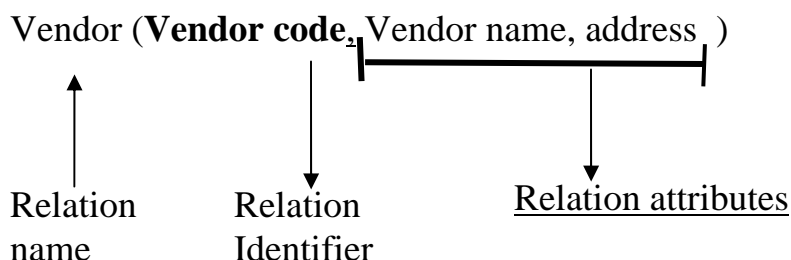 Vendor (Vendor code, Vendor name, address )
Relation name
Relation Identifier
Relation attributes